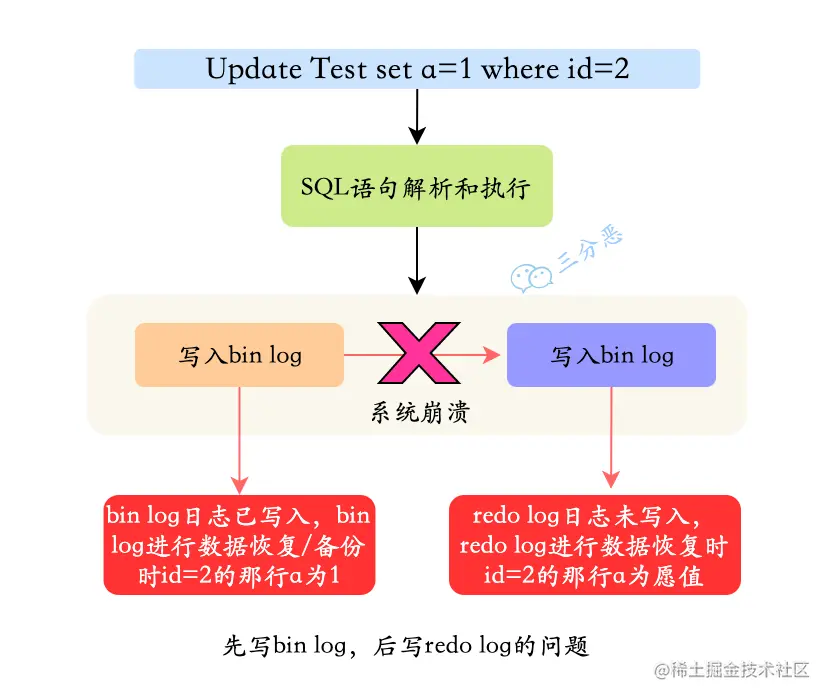 Update Test set a=1 where id=2
SQL语句解析和执行
三分恶
写入bin log
写入bin log
系统崩溃
bin log日志已写入，bin
log进行数据恢复/备份
时id=2的那行a为1
redo log日志未写入，
redo log进行数据恢复时
id=2的那行a为愿值
先写bin log，后写redo log的问题
@稀土掘金技术社区